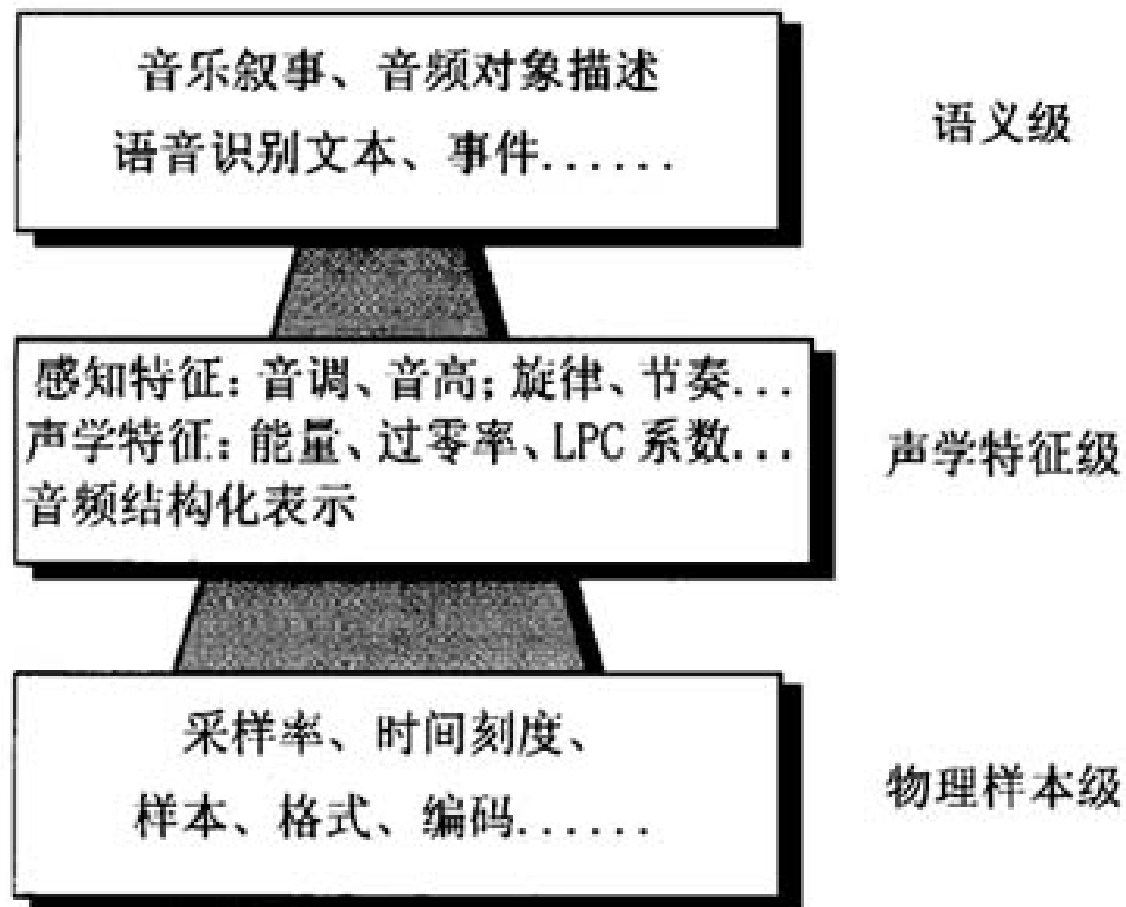 音乐叙事、音频对象描述
语音识别文本、事件......
语义级
感知特征:音调、音高;旋律、节奏...
声学特征:能量、过零率、LPC 系数...
音频结构化表示
声学特征级
采样率、时间刻度、
样本、格式、编码......
物理样本级